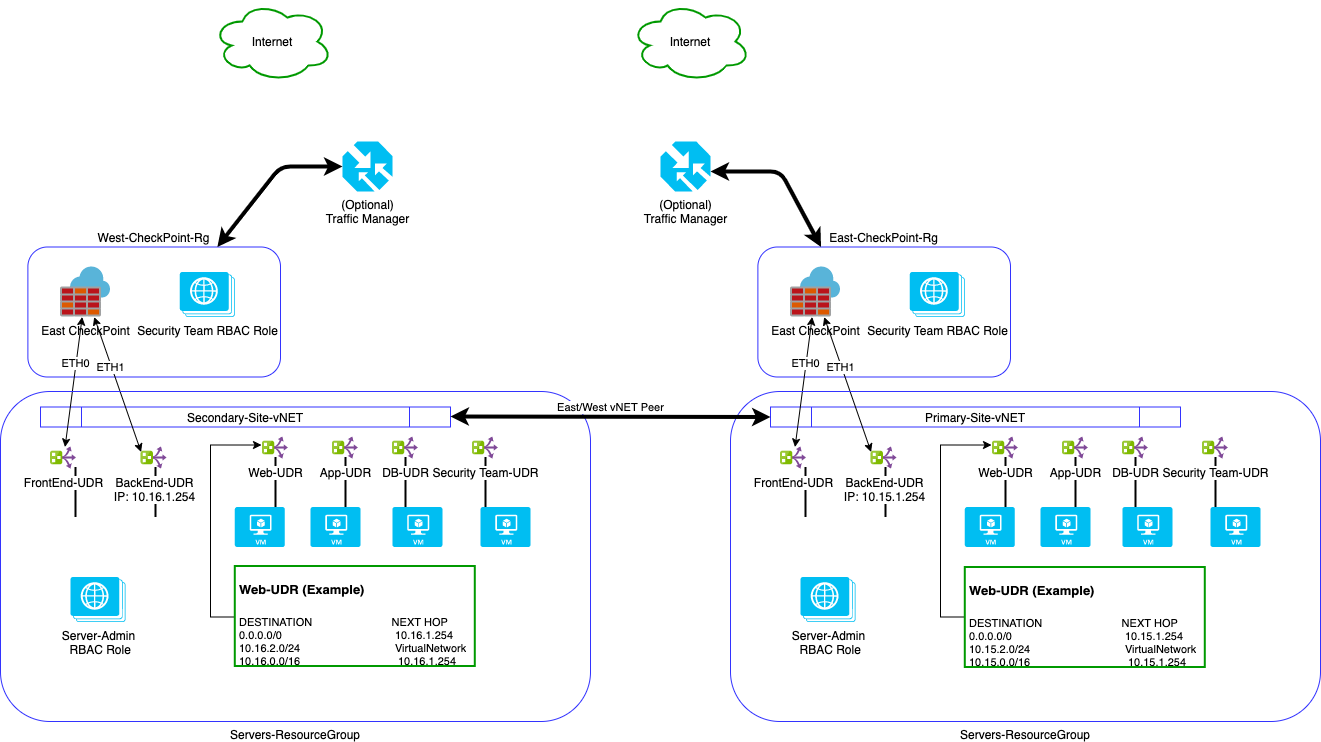 Internet
Internet
(Optional)
Traffic Manager
(Optional)
Traffic Manager
West-CheckPoint-Rg
East-CheckPoint-Rg
East CheckPoint
Security Team RBAC Role
East CheckPoint
Security Team RBAC Role
ETH0
ETH1
ETH0
ETH1
Secondary-Site-vNET
East/West vNET Peer
Primary-Site-vNET
FrontEnd-UDR
BackEnd-UDR
IP: 10.16.1.254
Web-UDR
App-UDR
DB-UDR
Security Team-UDR
FrontEnd-UDR
BackEnd-UDR
IP: 10.15.1.254
Web-UDR
App-UDR
DB-UDR
Security Team-UDR
VM
VM
VM
VM
VM
VM
VM
VM
Server-Admin
RBAC Role
Web-UDR (Example)
DESTINATION NEXT HOP
0.0.0.0/0 10.16.1.254
10.16.2.0/24 VirtualNetwork
10.16.0.0/16 10.16.1.254
Server-Admin
RBAC Role
Web-UDR (Example)
DESTINATION NEXT HOP
0.0.0.0/0 10.15.1.254
10.15.2.0/24 VirtualNetwork
10.15.0.0/16 10.15.1.254
Servers-ResourceGroup
Servers-ResourceGroup